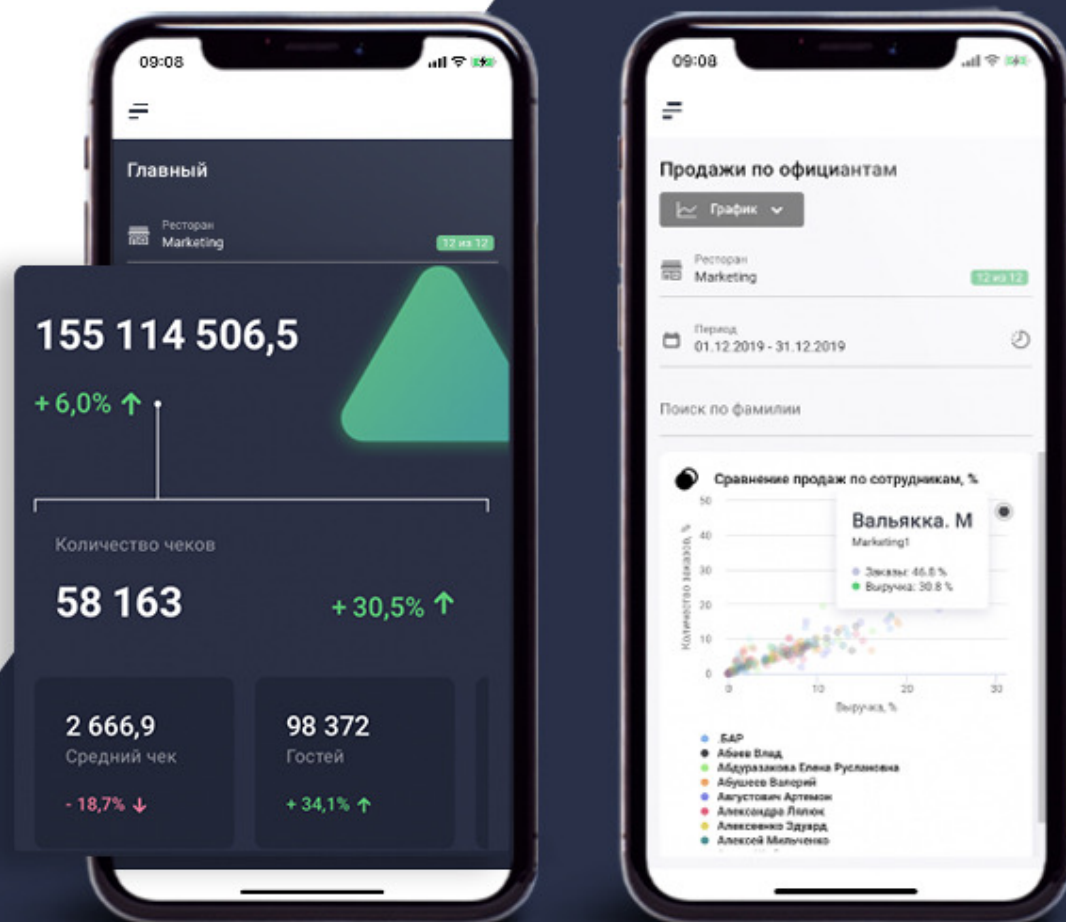 09:08
Главный
Ресторан
Marketing
12 из 12
155 114 506,5
+ 6,0%
Количество чеков
58 163
+ 30,5%
2 666,9
Средний чек
- 18,7%
98 372
Гостей
+ 34,1%
09:08
Продажи по официантам
График
Ресторан
Marketing
12 из 12
Период
01.12.2019 - 31.12.2019
Поиск по фамилии
Сравнение продаж по сотрудникам, %
50
40
30
20
10
0
Количество заказов, %
Вальякка. М
Marketing1
Заказы: 46.8 %
Выручка: 30.8 %
0
10
20
30
Выручка, %
.БАР
Абаев Влад
Абдуразакова Елена Руслановна
Абушеев Валерий
Августович Артемон
Александра Ляпюк
Алексеенко Эдуард
Алексей Мильченко